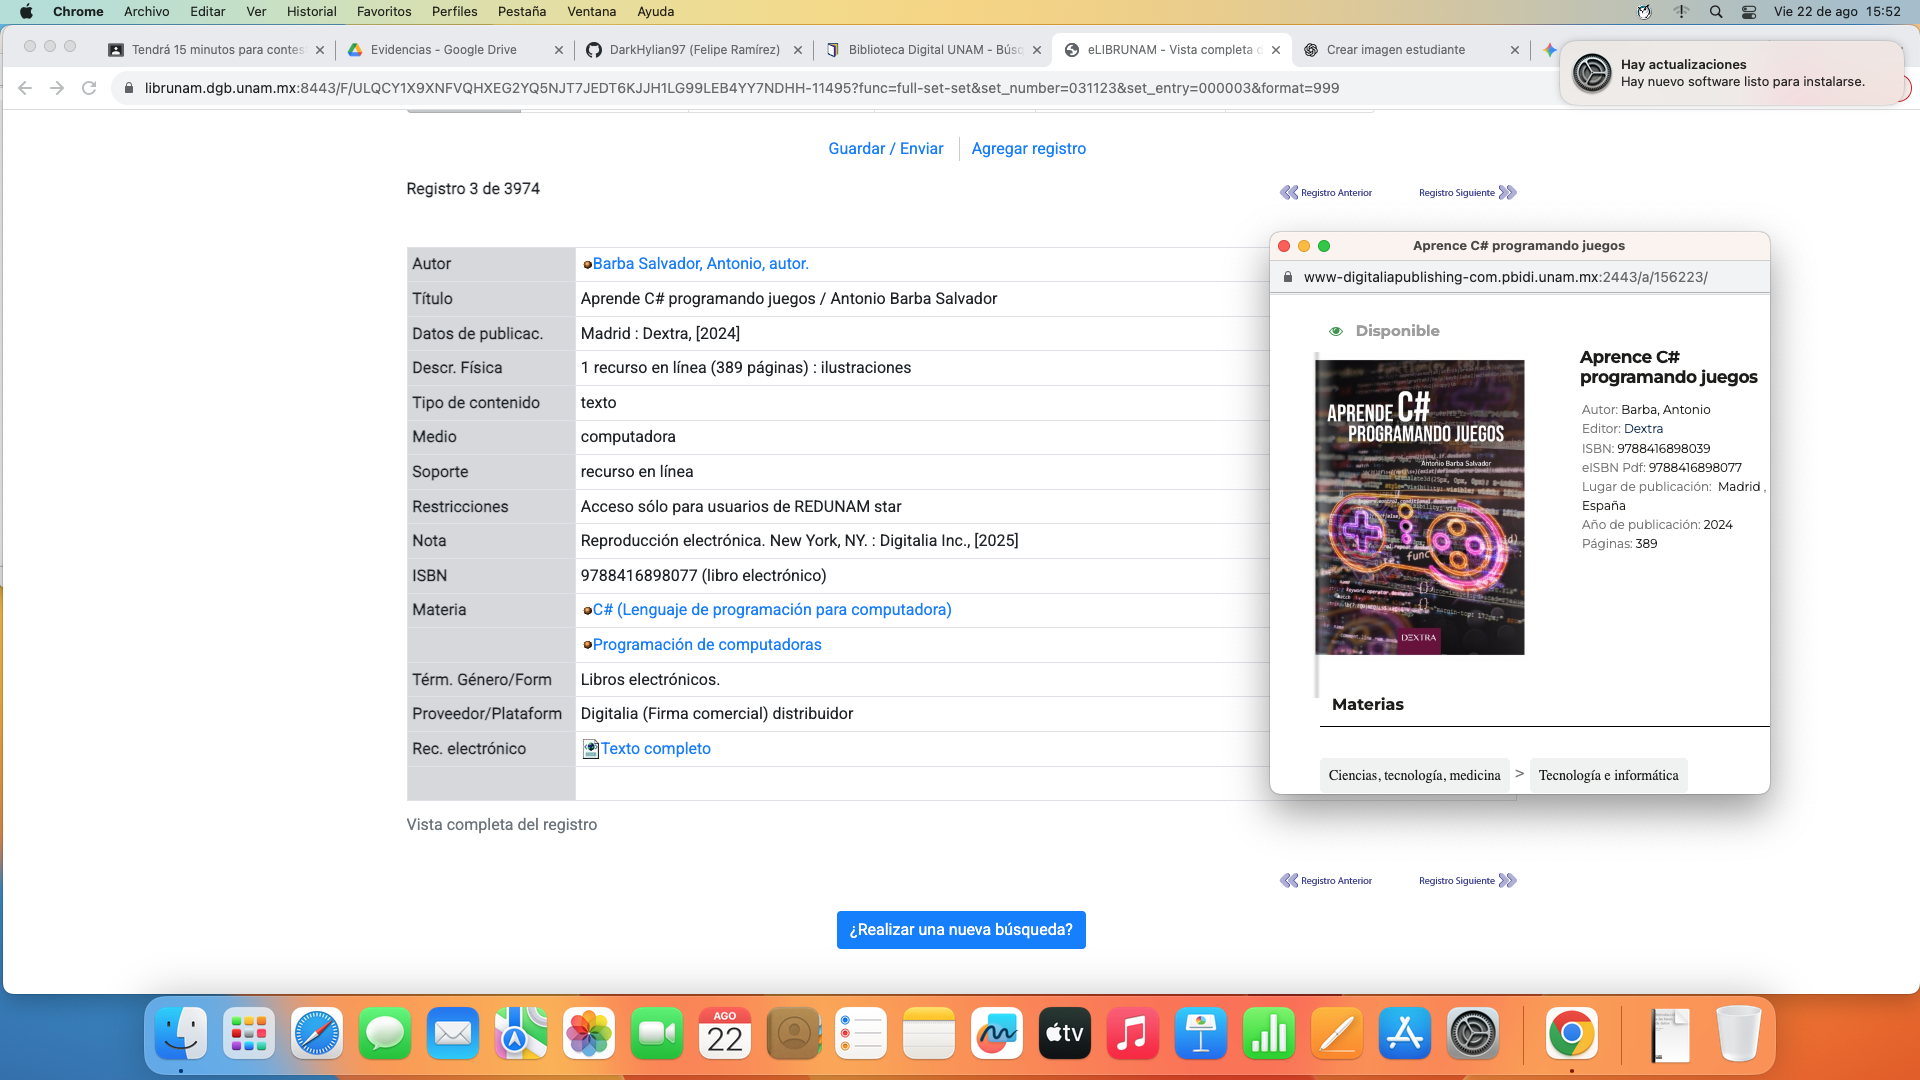 Chrome Archivo Editar Ver Historial Favoritos Perfiles Pestaña Ventana Ayuda Vie 22 de ago 15:52
Tendrá 15 minutos para contes
Evidencias - Google Drive
DarkHylian97 (Felipe Ramírez)
Biblioteca Digital UNAM - Búsq
eLIBRUNAM - Vista completa d
Crear imagen estudiante
Hay actualizaciones
Hay nuevo software listo para instalarse.
librunam.dgb.unam.mx:8443/F/ULQCY1X9XNFVQHXEG2YQ5NJT7JEDT6KJJH1LG99LEB4YY7NDHH-11495?func=full-set-set&set_number=031123&set_entry=000003&format=999
Guardar / Enviar Agregar registro
Registro 3 de 3974
Registro Anterior Registro Siguiente
Autor Barba Salvador, Antonio, autor.
Título Aprende C# programando juegos / Antonio Barba Salvador
Datos de publicac. Madrid : Dextra, [2024]
Descr. Física 1 recurso en línea (389 páginas) : ilustraciones
Tipo de contenido texto
Medio computadora
Soporte recurso en línea
Restricciones Acceso sólo para usuarios de REDUNAM star
Nota Reproducción electrónica. New York, NY. : Digitalia Inc., [2025]
ISBN 9788416898077 (libro electrónico)
Materia C# (Lenguaje de programación para computadora)
Programación de computadoras
Térm. Género/Form Libros electrónicos.
Proveedor/Plataform Digitalia (Firma comercial) distribuidor
Rec. electrónico Texto completo
Vista completa del registro
Registro Anterior Registro Siguiente
¿Realizar una nueva búsqueda?
Aprence C# programando juegos
www-digitaliapublishing-com.pbidi.unam.mx:2443/a/156223/
Disponible
APRENDE C#
PROGRAMANDO JUEGOS
Antonio Barba Salvador
DEXTRA
Aprence C#
programando juegos
Autor: Barba, Antonio
Editor: Dextra
ISBN: 9788416898039
eISBN Pdf: 9788416898077
Lugar de publicación: Madrid ,
España
Año de publicación: 2024
Páginas: 389
Materias
Ciencias, tecnología, medicina > Tecnología e informática
AGO
22
tv